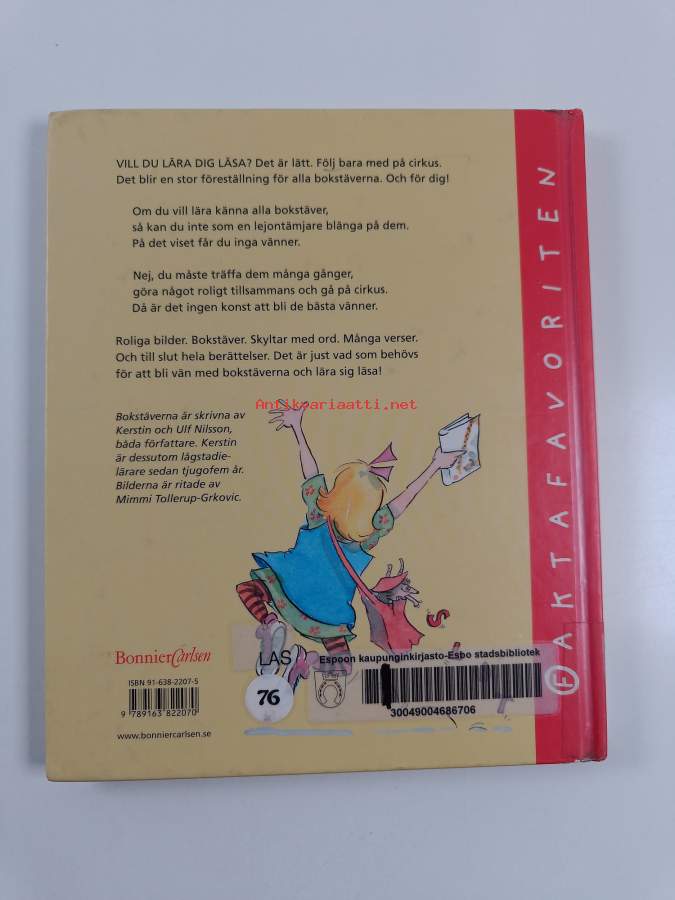 VILL DU LÄRA DIG LÄSA? Det är lätt. Följ bara med på cirkus.
Det blir en stor föreställning för alla bokstäverna. Och för dig!
Om du vill lära känna alla bokstäver,
så kan du inte som en lejontämjare blänga på dem.
På det viset får du inga vänner.
Nej, du måste träffa dem många gånger,
göra något roligt tillsammans och gå på cirkus.
Då är det ingen konst att bli de bästa vänner.
Roliga bilder. Bokstäver. Skyltar med ord. Många verser.
Och till slut hela berättelser. Det är just vad som behövs
för att bli vän med bokstäverna och lära sig läsa!
Antikvariaatti.net
Bokstäverna är skrivna av
Kerstin och Ulf Nilsson,
båda författare. Kerstin
är dessutom lågstadie-
lärare sedan tjugofem år.
Bilderna är ritade av
Mimmi Tollerup-Grkovic.
BonnierCarlsen
ISBN 91-638-2207-5
9 789163 822070
www.bonniercarlsen.se
LAS
76
Espoon kaupunginkirjasto-Esbo stadsbibliotek
30049004686706
S
FAKTAFAVORITEN